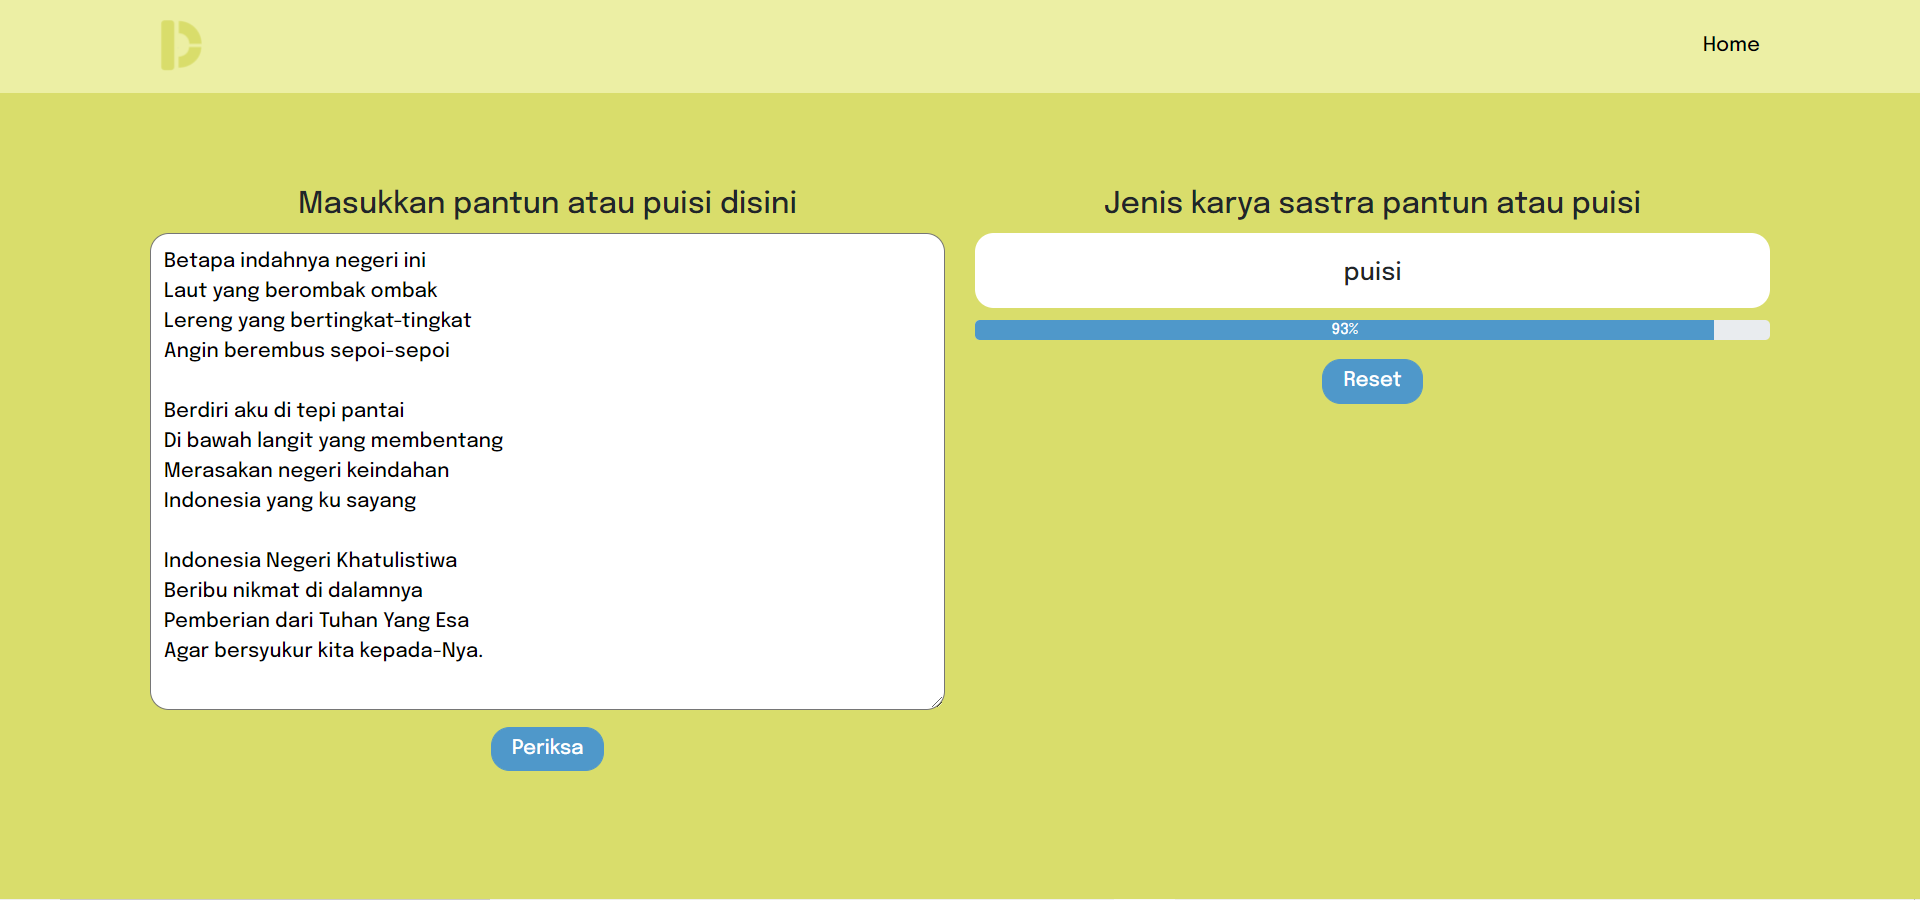 Home
Masukkan pantun atau puisi disini
Betapa indahnya negeri ini
Laut yang berombak ombak
Lereng yang bertingkat-tingkat
Angin berembus sepoi-sepoi
Berdiri aku di tepi pantai
Di bawah langit yang membentang
Merasakan negeri keindahan
Indonesia yang ku sayang
Indonesia Negeri Khatulistiwa
Beribu nikmat di dalamnya
Pemberian dari Tuhan Yang Esa
Agar bersyukur kita kepada-Nya.
Periksa
Jenis karya sastra pantun atau puisi
puisi
93%
Reset